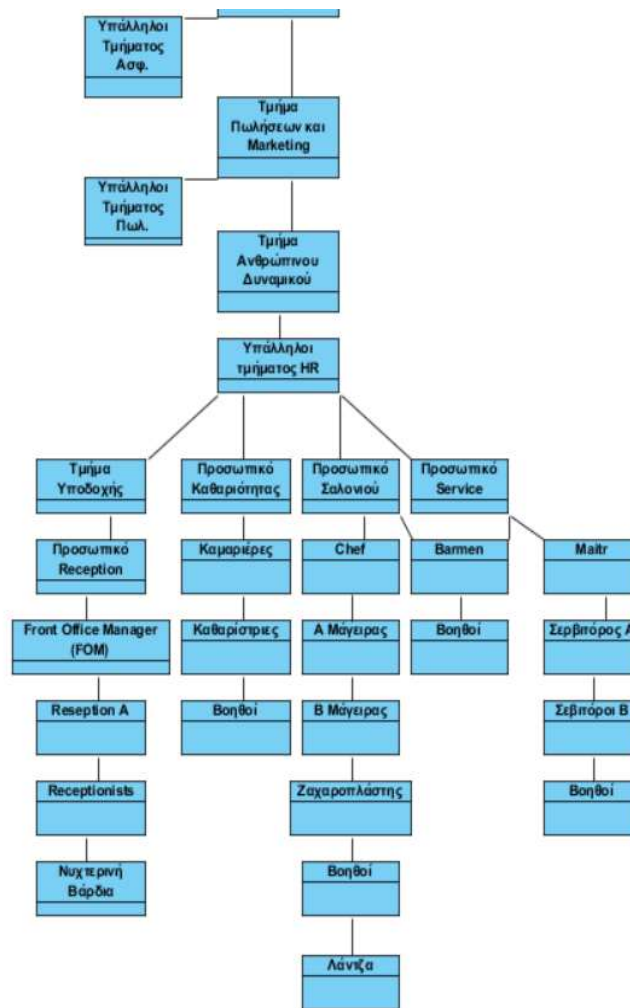 Υπάλληλοι
Τμήματος
Ασφ.
Τμήμα
Πωλήσεων και
Marketing
Υπάλληλοι
Τμήματος
Πωλ.
Τμήμα
Ανθρώπινου
Δυναμικού
Υπάλληλοι
τμήματος HR
Τμήμα
Υποδοχής
Προσωπικό
Καθαριότητας
Προσωπικό
Σαλονιού
Προσωπικό
Service
Προσωπικό
Reception
Καμαριέρες
Chef
Barmen
Maitr
Front Office Manager
(FOM)
Καθαρίστριες
Α Μάγειρας
Βοηθοί
Σερβιτόρος Α
Reseption A
Βοηθοί
Β Μάγειρας
Σεβιτόροι Β
Receptionists
Ζαχαροπλάστης
Βοηθοί
Νυχτερινή
Βάρδια
Βοηθοί
Λάντζα